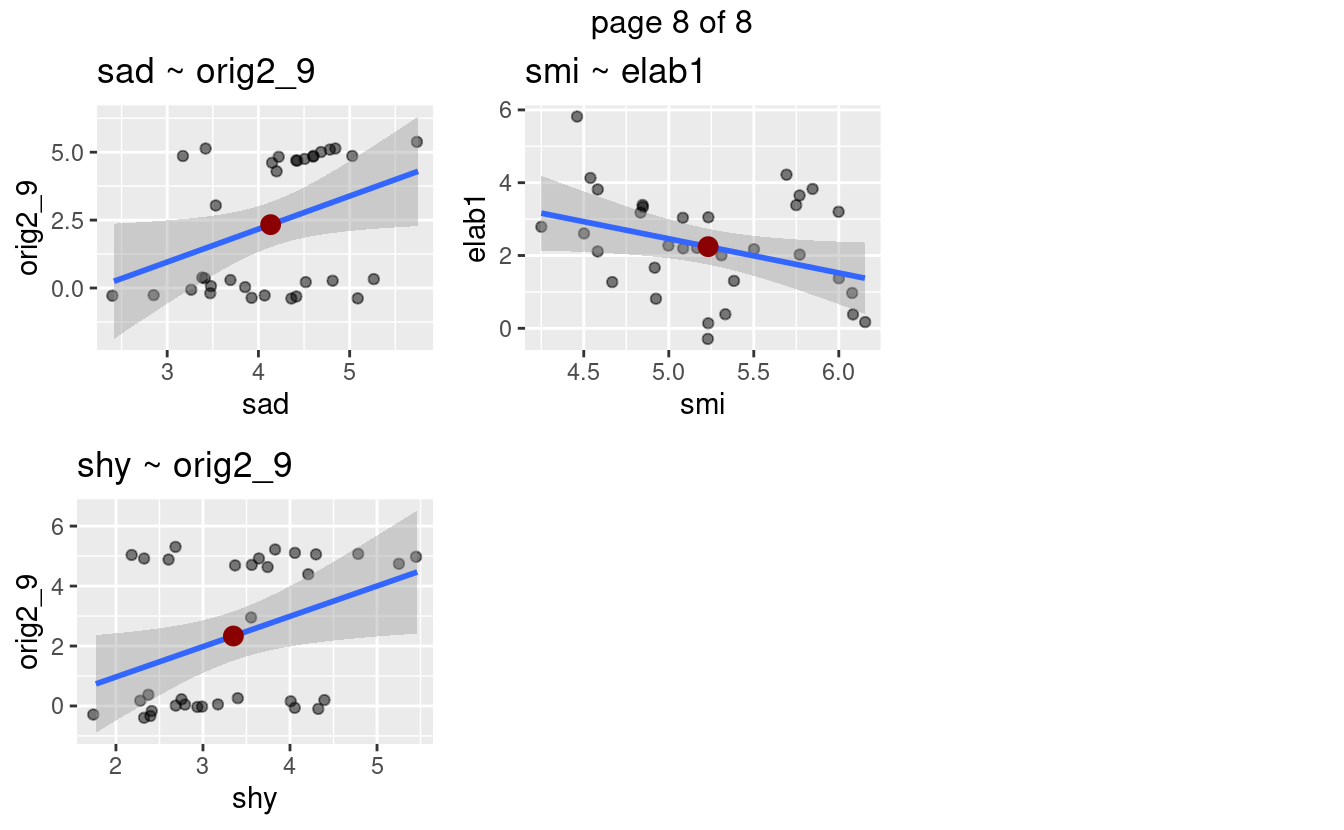 page 8 of 8
sad ~ orig2_9
orig2_9
5.0
2.5
0.0
3 4 5
sad
smi ~ elab1
elab1
6
4
2
0
4.5 5.0 5.5 6.0
smi
shy ~ orig2_9
orig2_9
6
4
2
0
2 3 4 5
shy